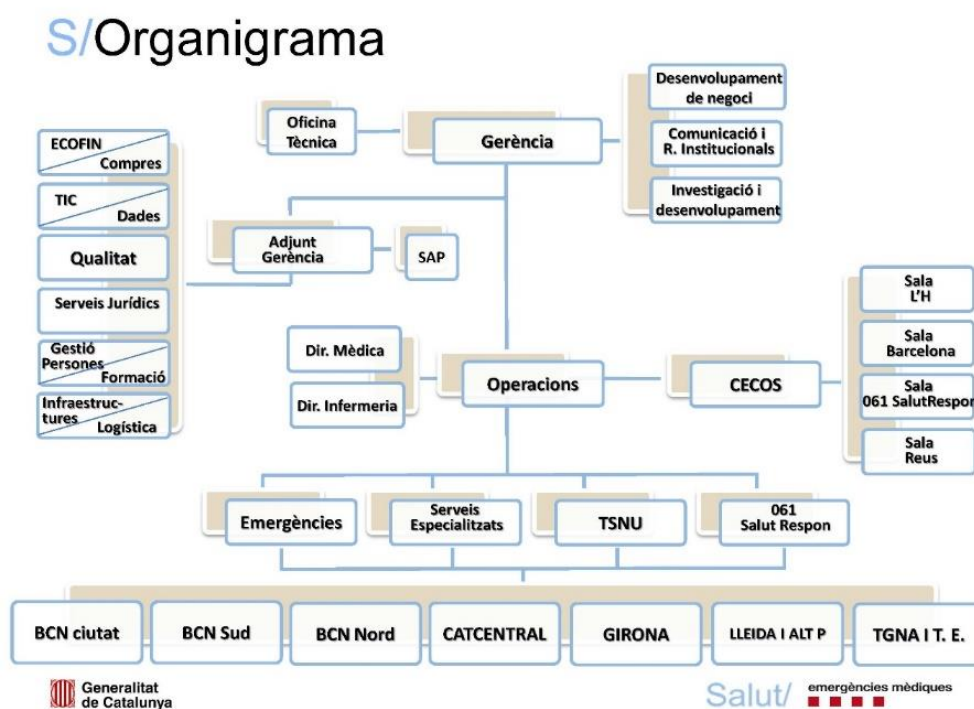 S/Organigrama
Oficina
Tècnica
Gerència
Desenvolupament
de negoci
Comunicació i
R. Institucionals
Investigació i
desenvolupament
ECOFIN
Compres
TIC
Dades
Qualitat
Serveis Jurídics
Gestió
Persones
Formació
Infraestruc-
tures
Logística
Adjunt
Gerència
SAP
Dir. Mèdica
Dir. Infermeria
Operacions
CECOS
Sala
L'H
Sala
Barcelona
Sala
061 SalutRespon
Sala
Reus
Emergències
Serveis
Especialitzats
TSNU
061
Salut Respon
BCN ciutat
BCN Sud
BCN Nord
CATCENTRAL
GIRONA
LLEIDA I ALT P
TGNA I T. E.
Generalitat
de Catalunya
Salut/
emergències mèdiques